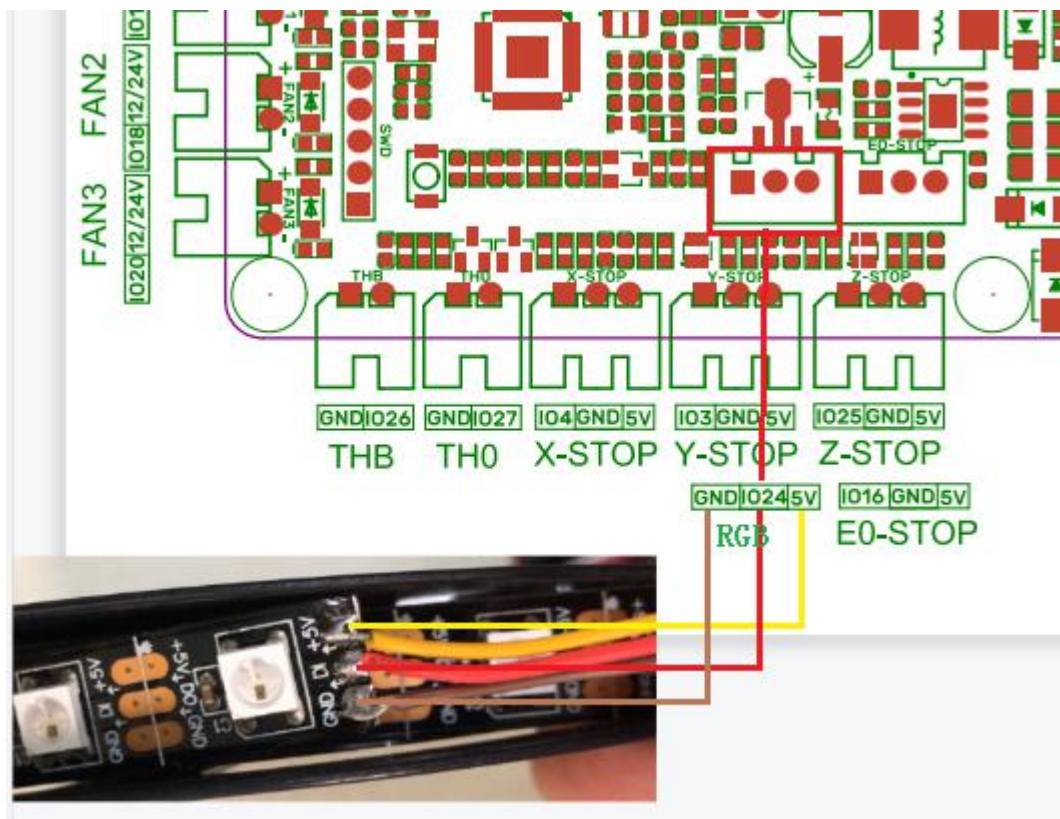 IO1
FAN2
IO18 12/24V
+
FAN2
-
SWD
+
E0-STOP
FAN3
IO20 12/24V
+
FAN3
-
THB
TH0
X-STOP
Y-STOP
Z-STOP
GND IO26
GND IO27
IO4 GND 5V
IO3 GND 5V
IO25 GND 5V
THB
TH0
X-STOP
Y-STOP
Z-STOP
GND IO24 5V
IO16 GND 5V
RGB
E0-STOP
+5V
DI
GND
+5V
DO
GND
C1
+5V
DI
GND